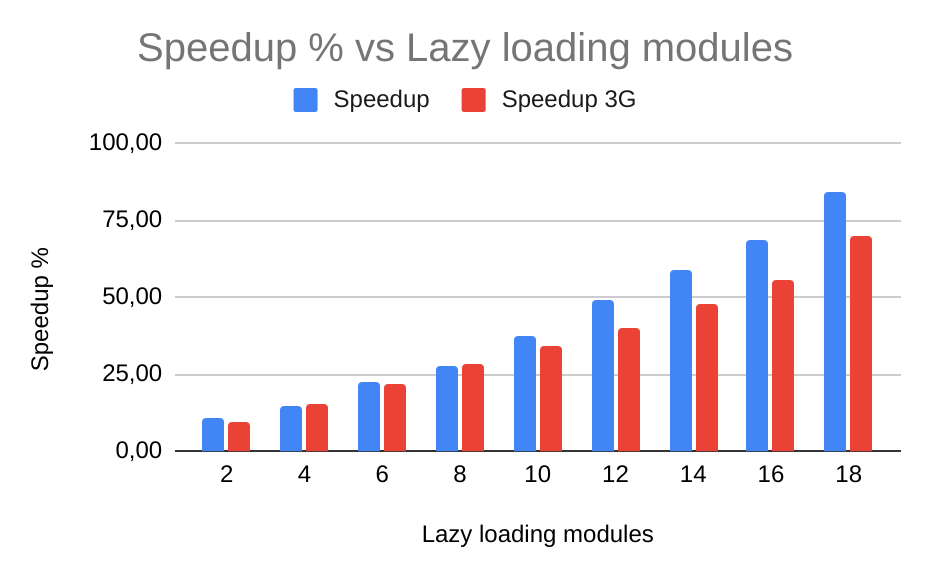 Speedup % vs Lazy loading modules
Speedup Speedup 3G
100,00
75,00
50,00
25,00
0,00
Speedup %
2 4 6 8 10 12 14 16 18
Lazy loading modules